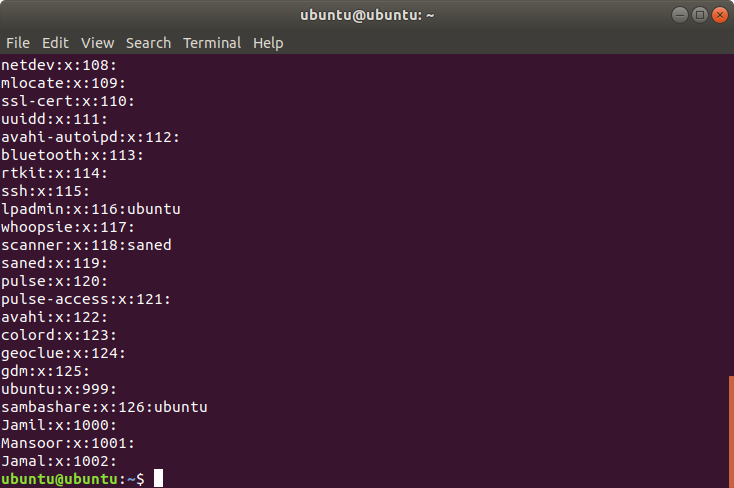 ubuntu@ubuntu: ~
File Edit View Search Terminal Help
netdev:x:108:
mlocate:x:109:
ssl-cert:x:110:
uuidd:x:111:
avahi-autoipd:x:112:
bluetooth:x:113:
rtkit:x:114:
ssh:x:115:
lpadmin:x:116:ubuntu
whoopsie:x:117:
scanner:x:118:saned
saned:x:119:
pulse:x:120:
pulse-access:x:121:
avahi:x:122:
colord:x:123:
geoclue:x:124:
gdm:x:125:
ubuntu:x:999:
sambashare:x:126:ubuntu
Jamil:x:1000:
Mansoor:x:1001:
Jamal:x:1002:
ubuntu@ubuntu:~$